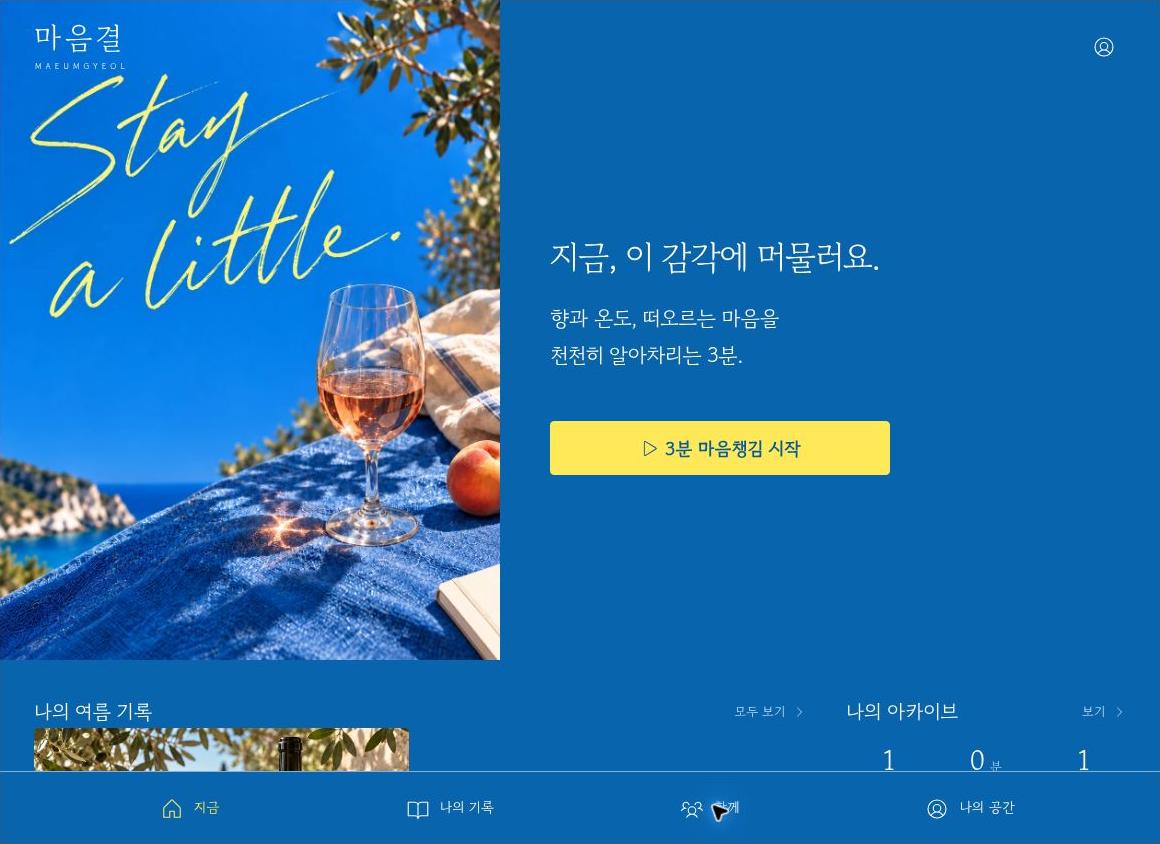 마음결
MAEUMGYEOL
Stay
a little.
지금, 이 감각에 머물러요.
향과 온도, 떠오르는 마음을
천천히 알아차리는 3분.
3분 마음챙김 시작
나의 여름 기록
모두 보기
나의 아카이브
보기
1
0 분
1
지금
나의 기록
함께
나의 공간